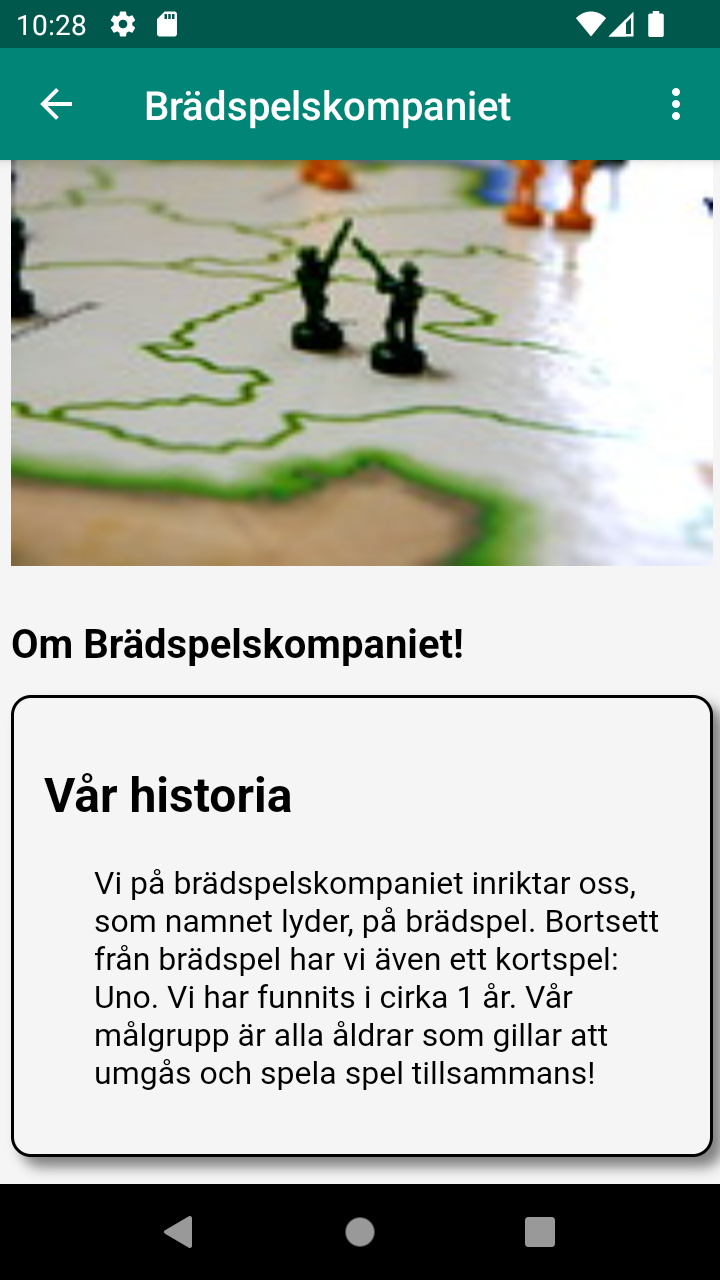 10:28
Brädspelskompaniet
Om Brädspelskompaniet!
Vår historia
Vi på brädspelskompaniet inriktar oss,
som namnet lyder, på brädspel. Bortsett
från brädspel har vi även ett kortspel:
Uno. Vi har funnits i cirka 1 år. Vår
målgrupp är alla åldrar som gillar att
umgås och spela spel tillsammans!